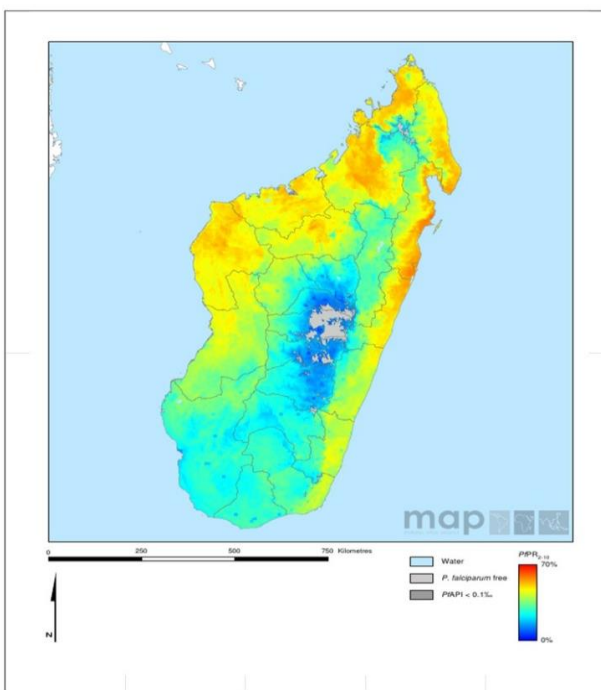 map
0 250 500 750 Kilometres
N
Water
P. falciparum free
PfAPI < 0.1‰
PfPR₂₋₁₀
70%
0%